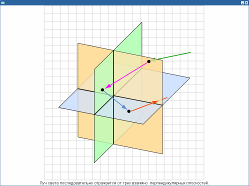 Луч света последовательно отражается от трех взаимно перпендикулярных плоскостей.